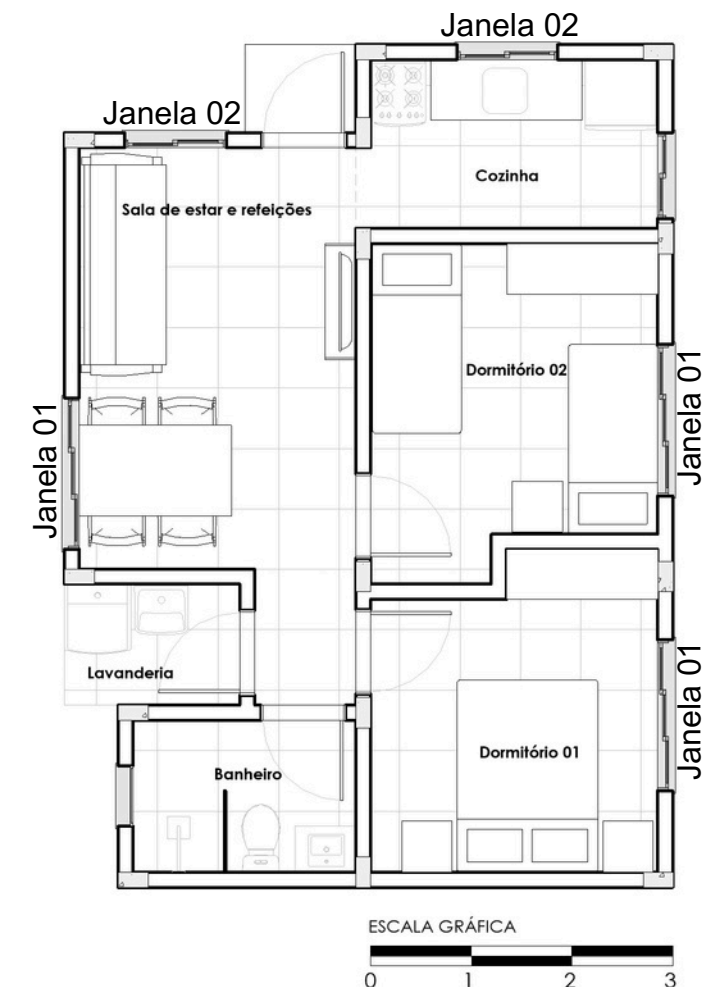 Janela 02
Janela 02
Cozinha
Sala de estar e refeições
Dormitório 02
Janela 01
Janela 01
Lavanderia
Janela 01
Dormitório 01
Banheiro
ESCALA GRÁFICA
0 1 2 3